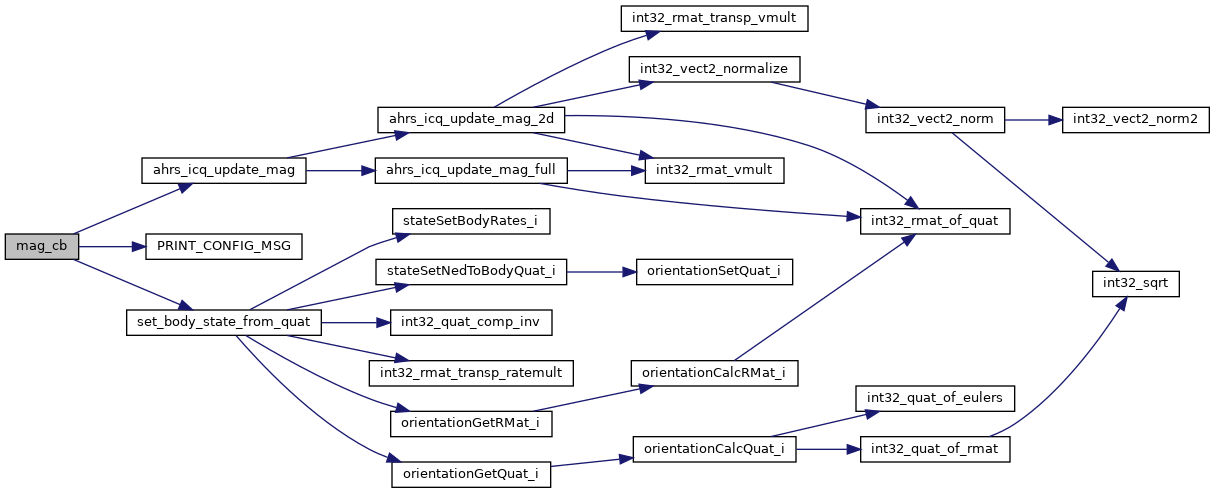 int32_rmat_transp_vmult
int32_vect2_normalize
ahrs_icq_update_mag_2d
int32_vect2_norm
int32_vect2_norm2
ahrs_icq_update_mag
ahrs_icq_update_mag_full
int32_rmat_vmult
stateSetBodyRates_i
int32_rmat_of_quat
mag_cb
PRINT_CONFIG_MSG
stateSetNedToBodyQuat_i
orientationSetQuat_i
int32_sqrt
set_body_state_from_quat
int32_quat_comp_inv
int32_rmat_transp_ratemult
orientationCalcRMat_i
int32_quat_of_eulers
orientationGetRMat_i
orientationCalcQuat_i
int32_quat_of_rmat
orientationGetQuat_i